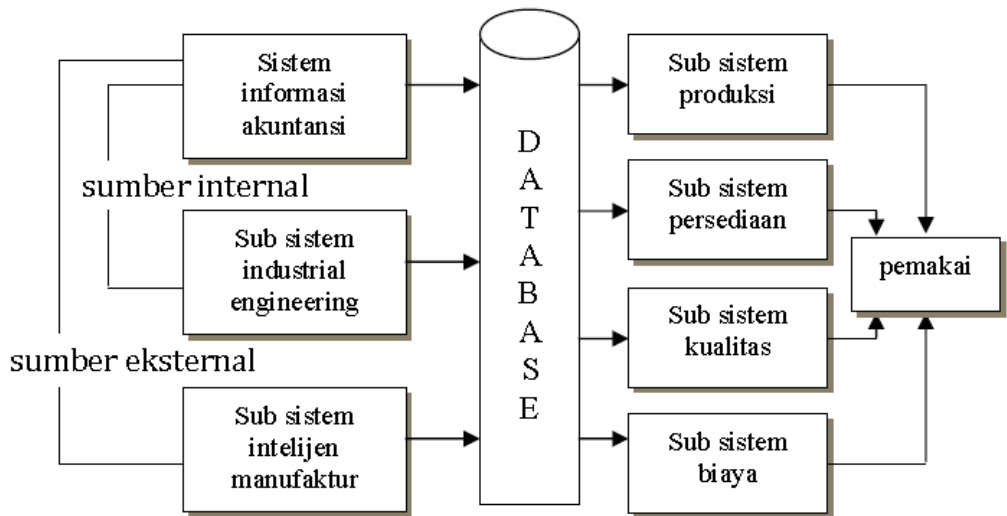 Sistem
informasi
akuntansi
sumber internal
Sub sistem
industrial
engineering
sumber eksternal
Sub sistem
intelijen
manufaktur
D
A
T
A
B
A
S
E
Sub sistem
produksi
Sub sistem
persediaan
Sub sistem
kualitas
Sub sistem
biaya
pemakai